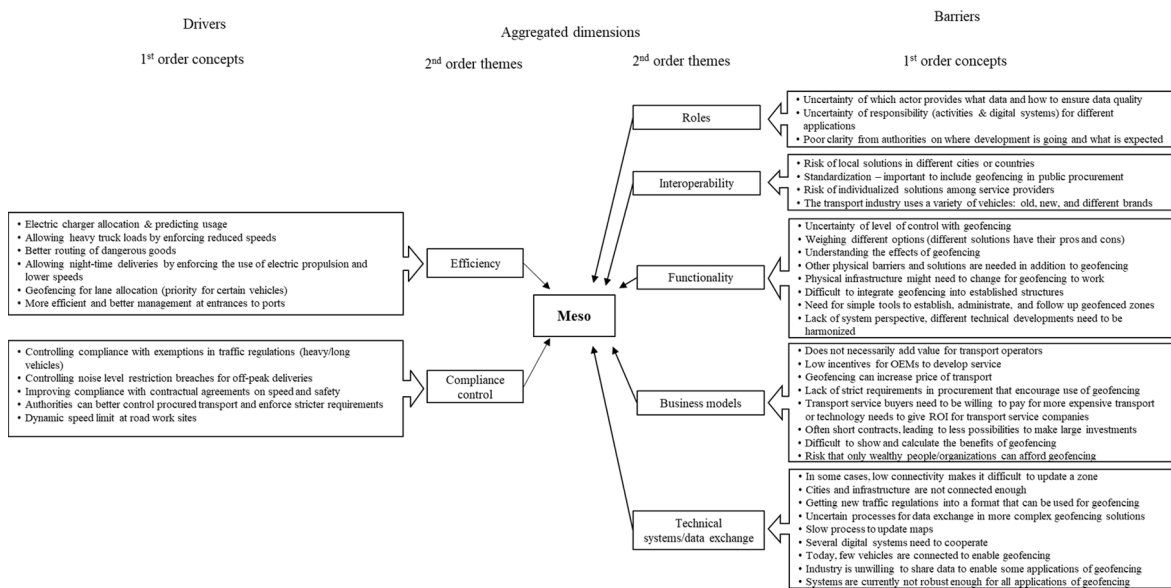 Drivers
Aggregated dimensions
Barriers
1st order concepts
2nd order themes
2nd order themes
1st order concepts
• Electric charger allocation & predicting usage
• Allowing heavy truck loads by enforcing reduced speeds
• Better routing of dangerous goods
• Allowing night-time deliveries by enforcing the use of electric propulsion and
lower speeds
• Geofencing for lane allocation (priority for certain vehicles)
• More efficient and better management at entrances to ports
Efficiency
• Controlling compliance with exemptions in traffic regulations (heavy/long
vehicles)
• Controlling noise level restriction breaches for off-peak deliveries
• Improving compliance with contractual agreements on speed and safety
• Authorities can better control procured transport and enforce stricter requirements
• Dynamic speed limit at road work sites
Compliance
control
Meso
Roles
• Uncertainty of which actor provides what data and how to ensure data quality
• Uncertainty of responsibility (activities & digital systems) for different
applications
• Poor clarity from authorities on where development is going and what is expected
Interoperability
• Risk of local solutions in different cities or countries
• Standardization – important to include geofencing in public procurement
• Risk of individualized solutions among service providers
• The transport industry uses a variety of vehicles: old, new, and different brands
Functionality
• Uncertainty of level of control with geofencing
• Weighing different options (different solutions have their pros and cons)
• Understanding the effects of geofencing
• Other physical barriers and solutions are needed in addition to geofencing
• Physical infrastructure might need to change for geofencing to work
• Difficult to integrate geofencing into established structures
• Need for simple tools to establish, administrate, and follow up geofenced zones
• Lack of system perspective, different technical developments need to be
harmonized
Business models
• Does not necessarily add value for transport operators
• Low incentives for OEMs to develop service
• Geofencing can increase price of transport
• Lack of strict requirements in procurement that encourage use of geofencing
• Transport service buyers need to be willing to pay for more expensive transport
or technology needs to give ROI for transport service companies
• Often short contracts, leading to less possibilities to make large investments
• Difficult to show and calculate the benefits of geofencing
• Risk that only wealthy people/organizations can afford geofencing
Technical
systems/data exchange
• In some cases, low connectivity makes it difficult to update a zone
• Cities and infrastructure are not connected enough
• Getting new traffic regulations into a format that can be used for geofencing
• Uncertain processes for data exchange in more complex geofencing solutions
• Slow process to update maps
• Several digital systems need to cooperate
• Today, few vehicles are connected to enable geofencing
• Industry is unwilling to share data to enable some applications of geofencing
• Systems are currently not robust enough for all applications of geofencing